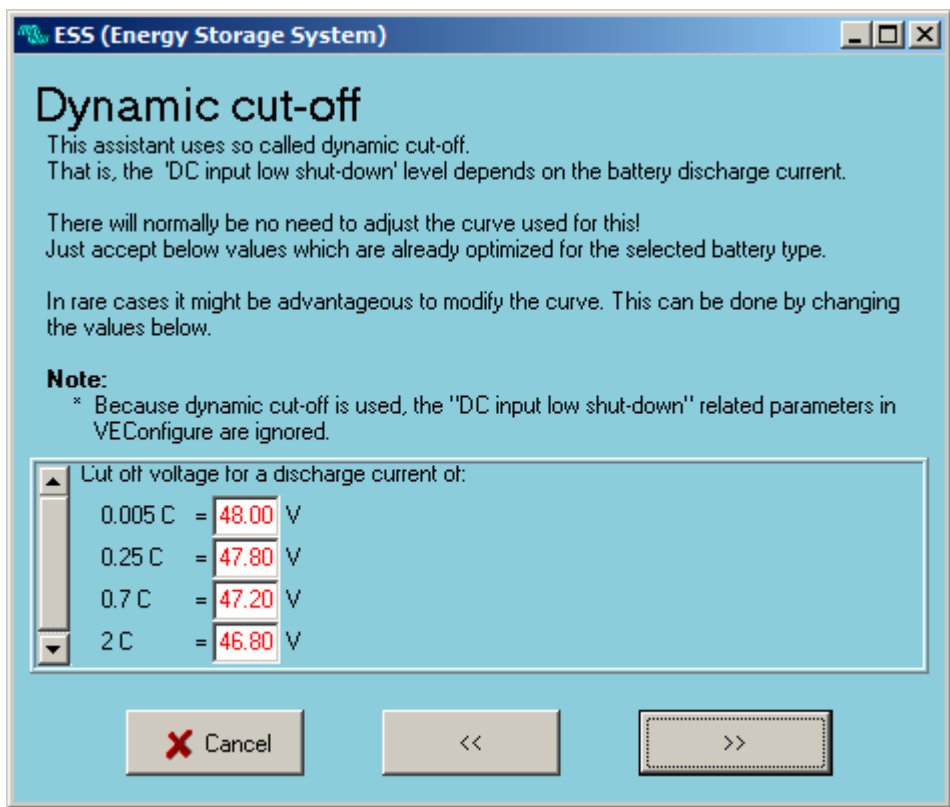 ESS (Energy Storage System)
Dynamic cut-off
This assistant uses so called dynamic cut-off.
That is, the 'DC input low shut-down' level depends on the battery discharge current.
There will normally be no need to adjust the curve used for this!
Just accept below values which are already optimized for the selected battery type.
In rare cases it might be advantageous to modify the curve. This can be done by changing
the values below.
Note:
* Because dynamic cut-off is used, the "DC input low shut-down" related parameters in
VEConfigure are ignored.
Cut off voltage for a discharge current of:
0.005 C = 48.00 V
0.25 C = 47.80 V
0.7 C = 47.20 V
2 C = 46.80 V
Cancel << >>